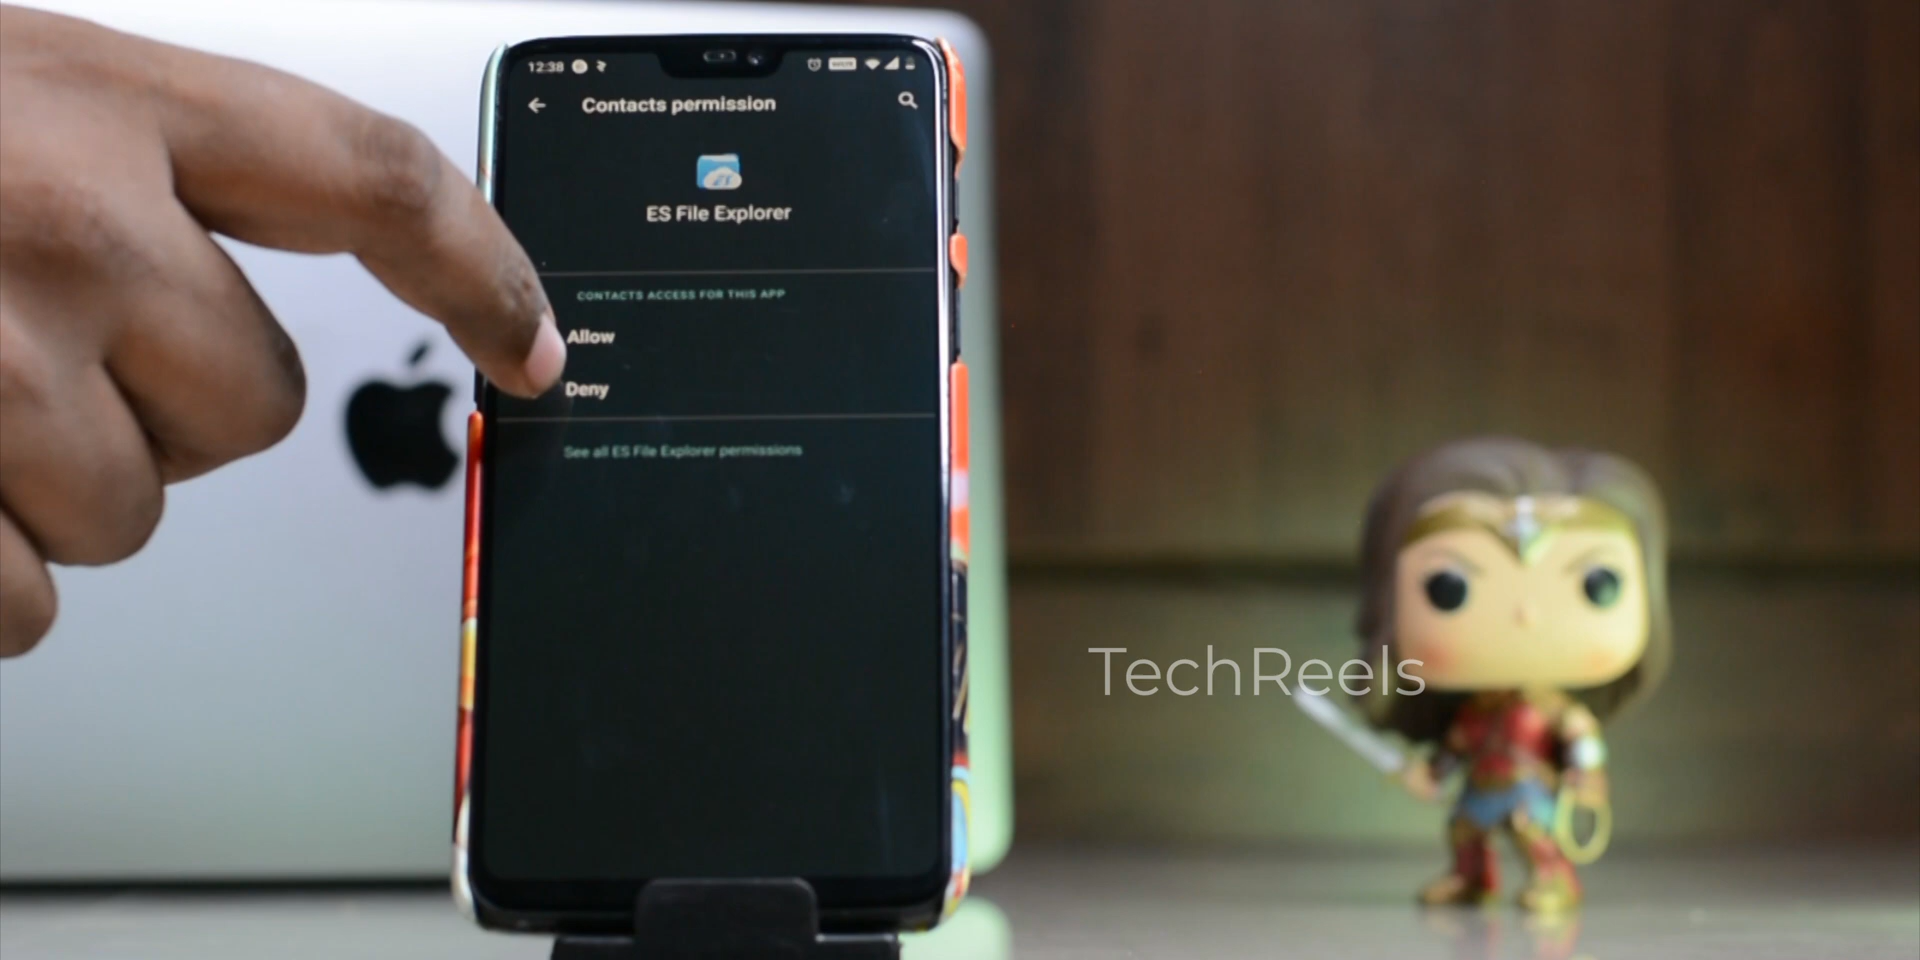 12:38
Contacts permission
ES File Explorer
CONTACTS ACCESS FOR THIS APP
Allow
Deny
See all ES File Explorer permissions
TechReels